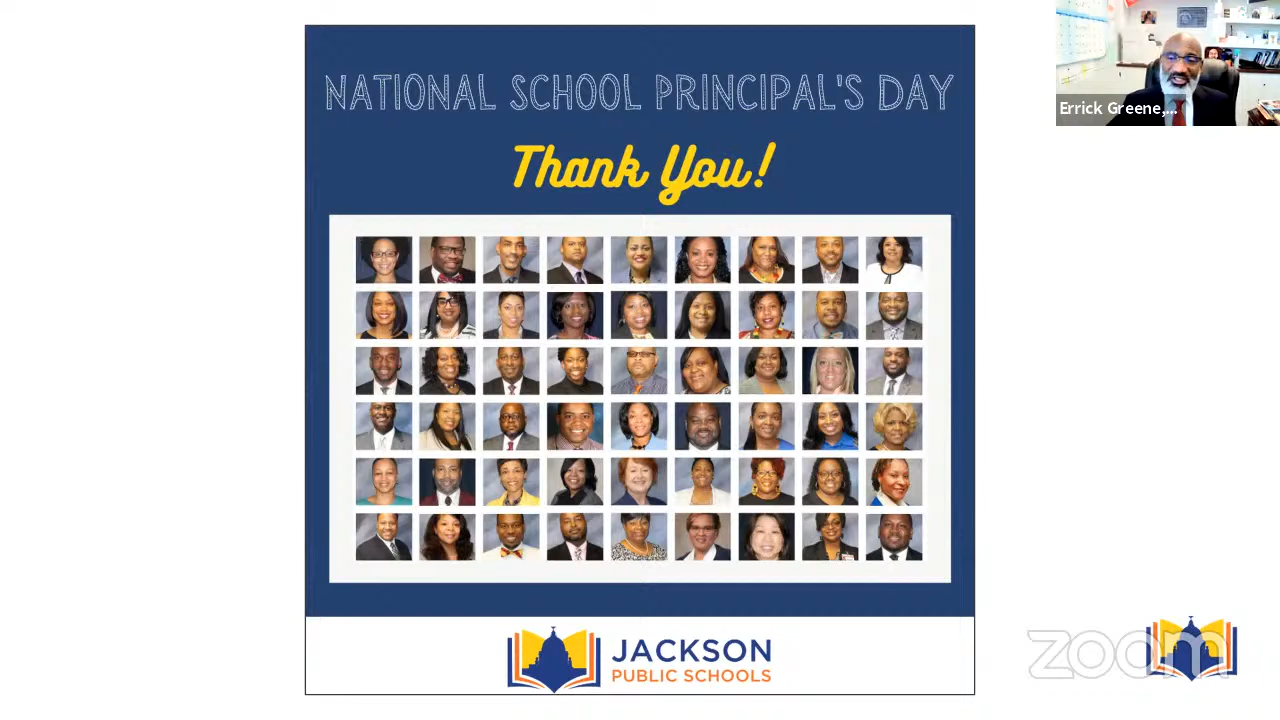 NATIONAL SCHOOL PRINCIPAL'S DAY
Thank You!
Errick Greene,...
JACKSON
PUBLIC SCHOOLS
zoom